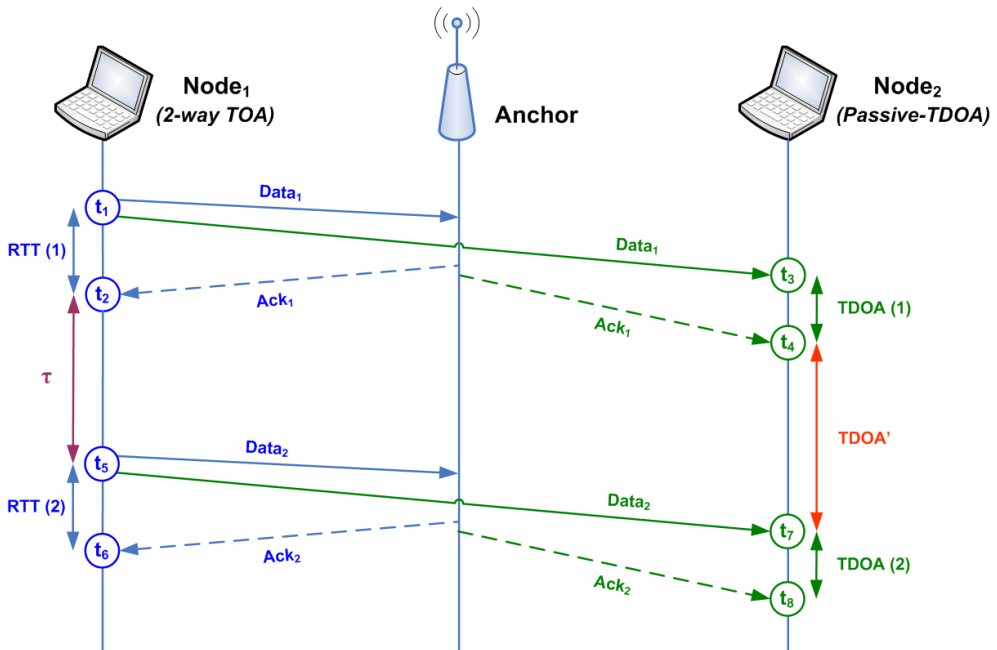 Node₁
(2-way TOA)
Anchor
Node₂
(Passive-TDOA)
t₁
Data₁
RTT (1)
Data₁
t₃
t₂
Ack₁
TDOA (1)
Ack₁
t₄
τ
TDOA’
t₅
Data₂
RTT (2)
Data₂
t₇
t₆
Ack₂
TDOA (2)
Ack₂
t₈